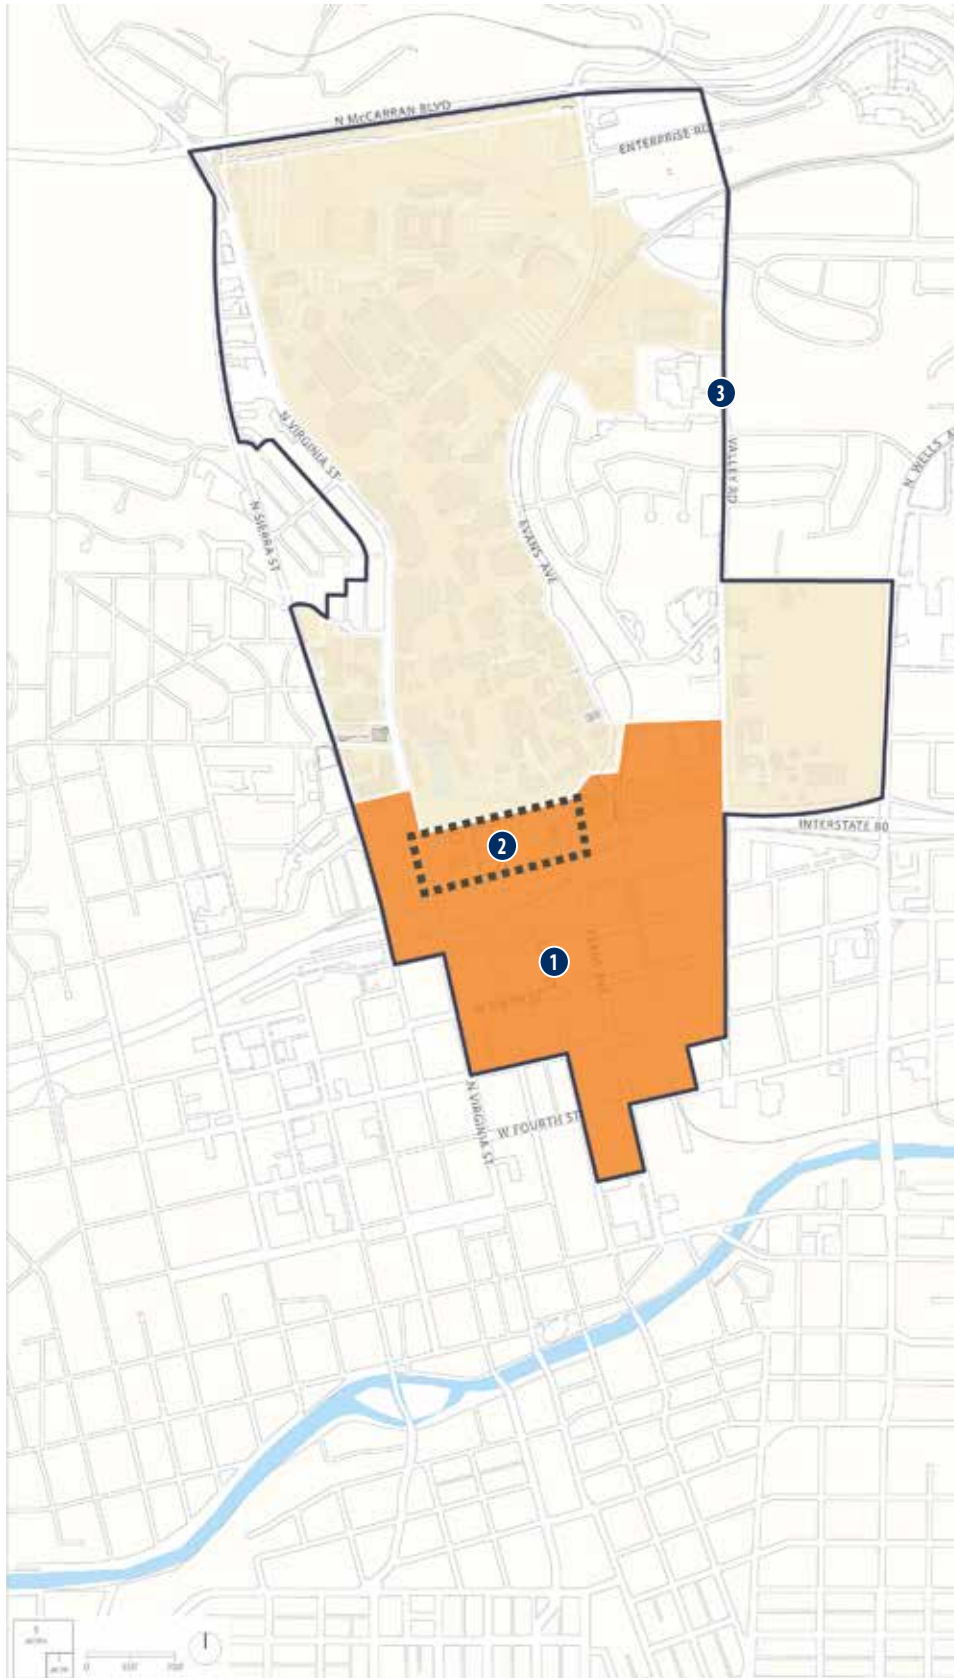 N McCARRAN BLVD
ENTERPRISE RD
3
N VIRGINIA ST
VALLEY RD
N WELLS
N SIERRA ST
EVANS AVE
INTERSTATE 80
2
1
N VIRGINIA ST
W FOURTH ST
0